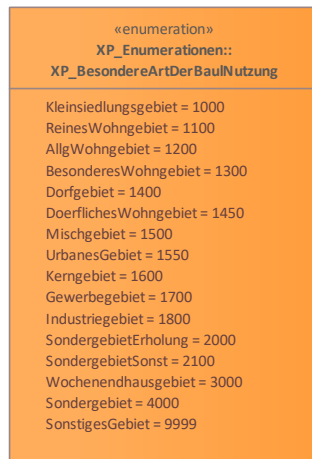 «enumeration»
XP_Enumerationen::
XP_BesondereArtDerBaulNutzung
Kleinsiedlungsgebiet = 1000
ReinesWohngebiet = 1100
AllgWohngebiet = 1200
BesonderesWohngebiet = 1300
Dorfgebiet = 1400
DoerflichesWohngebiet = 1450
Mischgebiet = 1500
UrbanesGebiet = 1550
Kerngebiet = 1600
Gewerbegebiet = 1700
Industriegebiet = 1800
SondergebietErholung = 2000
SondergebietSonst = 2100
Wochenendhausgebiet = 3000
Sondergebiet = 4000
SonstigesGebiet = 9999